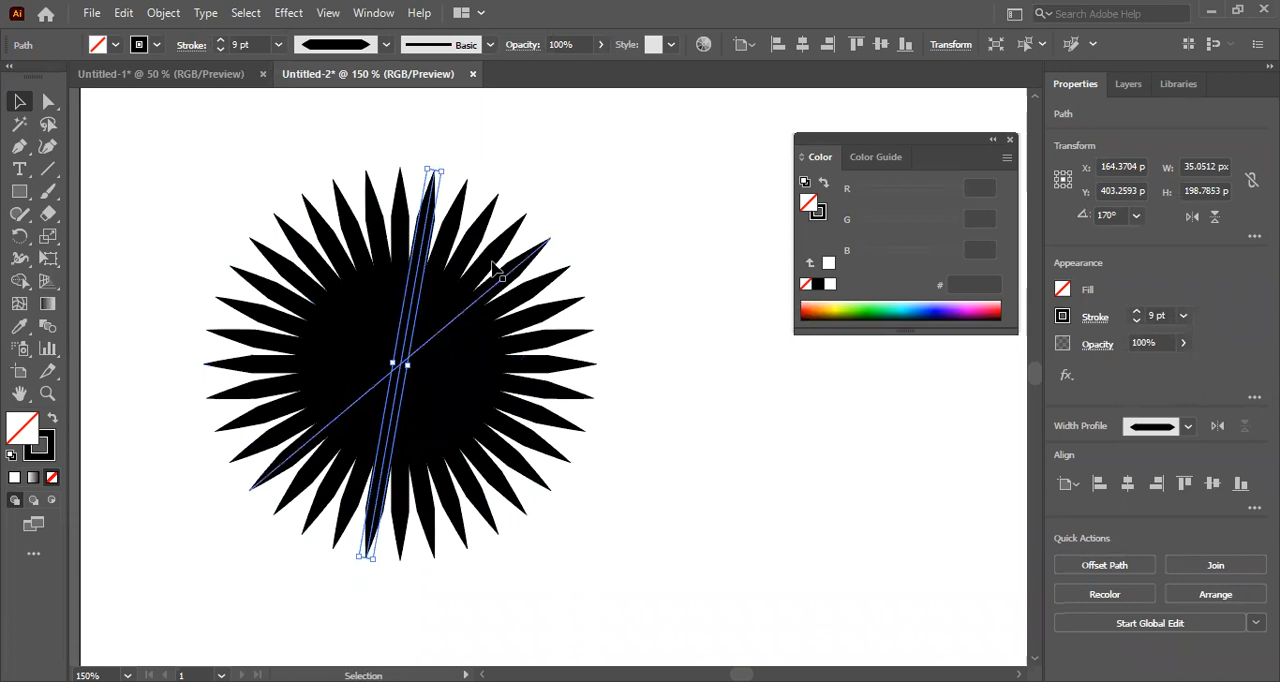 Ai File Edit Object Type Select Effect View Window Help Search Adobe Help
Path Stroke: 9 pt Basic Opacity: 100% Style: Transform
Untitled-1* @ 50 % (RGB/Preview) Untitled-2* @ 150 % (RGB/Preview)
Properties Layers Libraries
Path
Transform
X: 164.3704 p W: 35.0512 px
Y: 403.2593 p H: 198.7853 p
170°
Appearance
Fill
Stroke 9 pt
Opacity 100%
fx.
Width Profile
Align
Quick Actions
Offset Path Join
Recolor Arrange
Start Global Edit
Color Color Guide
R
G
B
#
150% 1 Selection